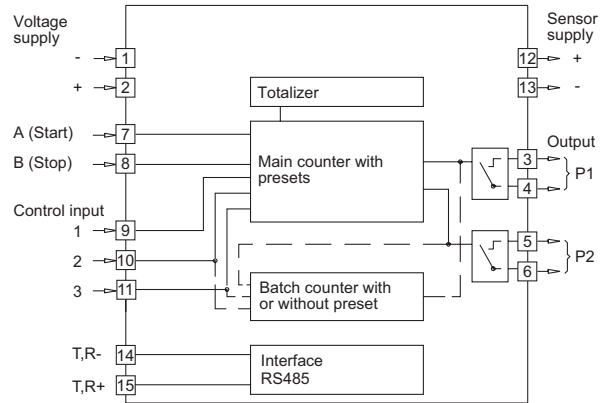 Voltage
supply
- 1
+ 2
Sensor
supply
12 +
13 -
Totalizer
A (Start) 7
B (Stop) 8
Main counter with
presets
Output
3
4
P1
Control input
1 9
2 10
3 11
5
6
P2
Batch counter with
or without preset
T,R- 14
T,R+ 15
Interface
RS485